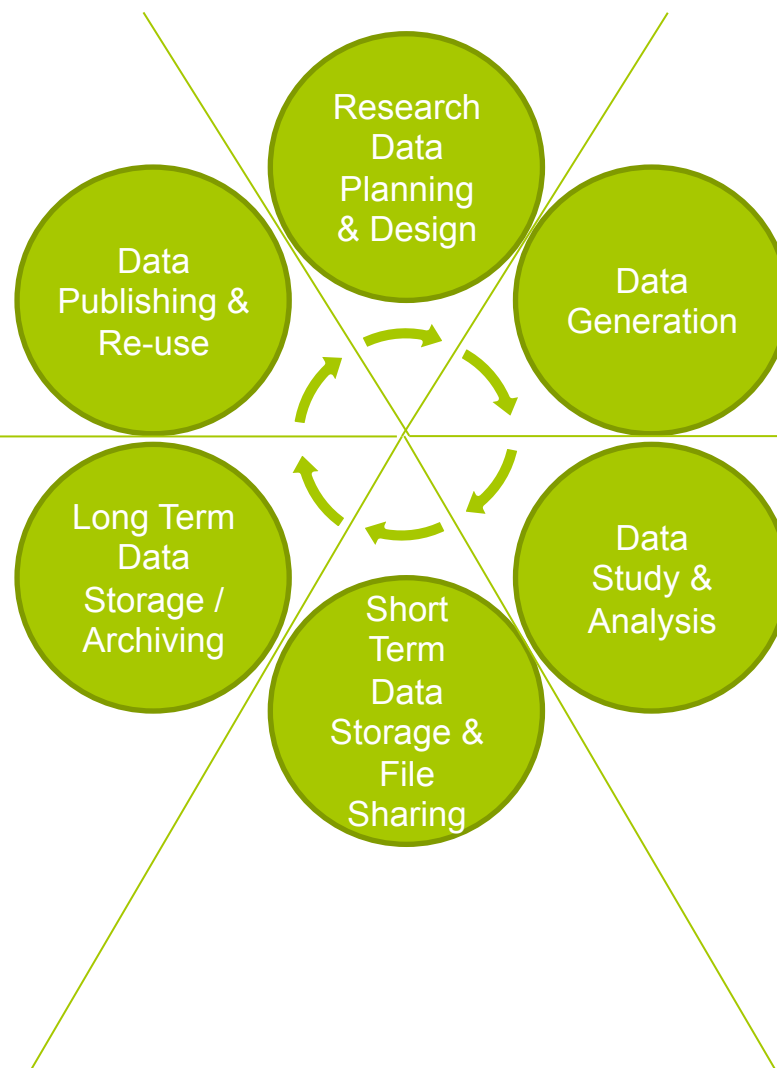 Research
Data
Planning
& Design
Data
Generation
Data
Study &
Analysis
Short
Term
Data
Storage &
File
Sharing
Long Term
Data
Storage /
Archiving
Data
Publishing &
Re-use